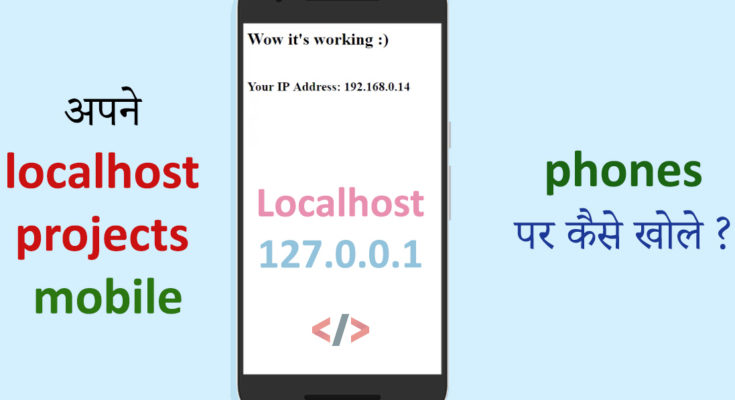 अपने
localhost
projects
mobile
Wow it's working :)
Your IP Address: 192.168.0.14
Localhost
127.0.0.1
</>
phones
पर कैसे खोले ?